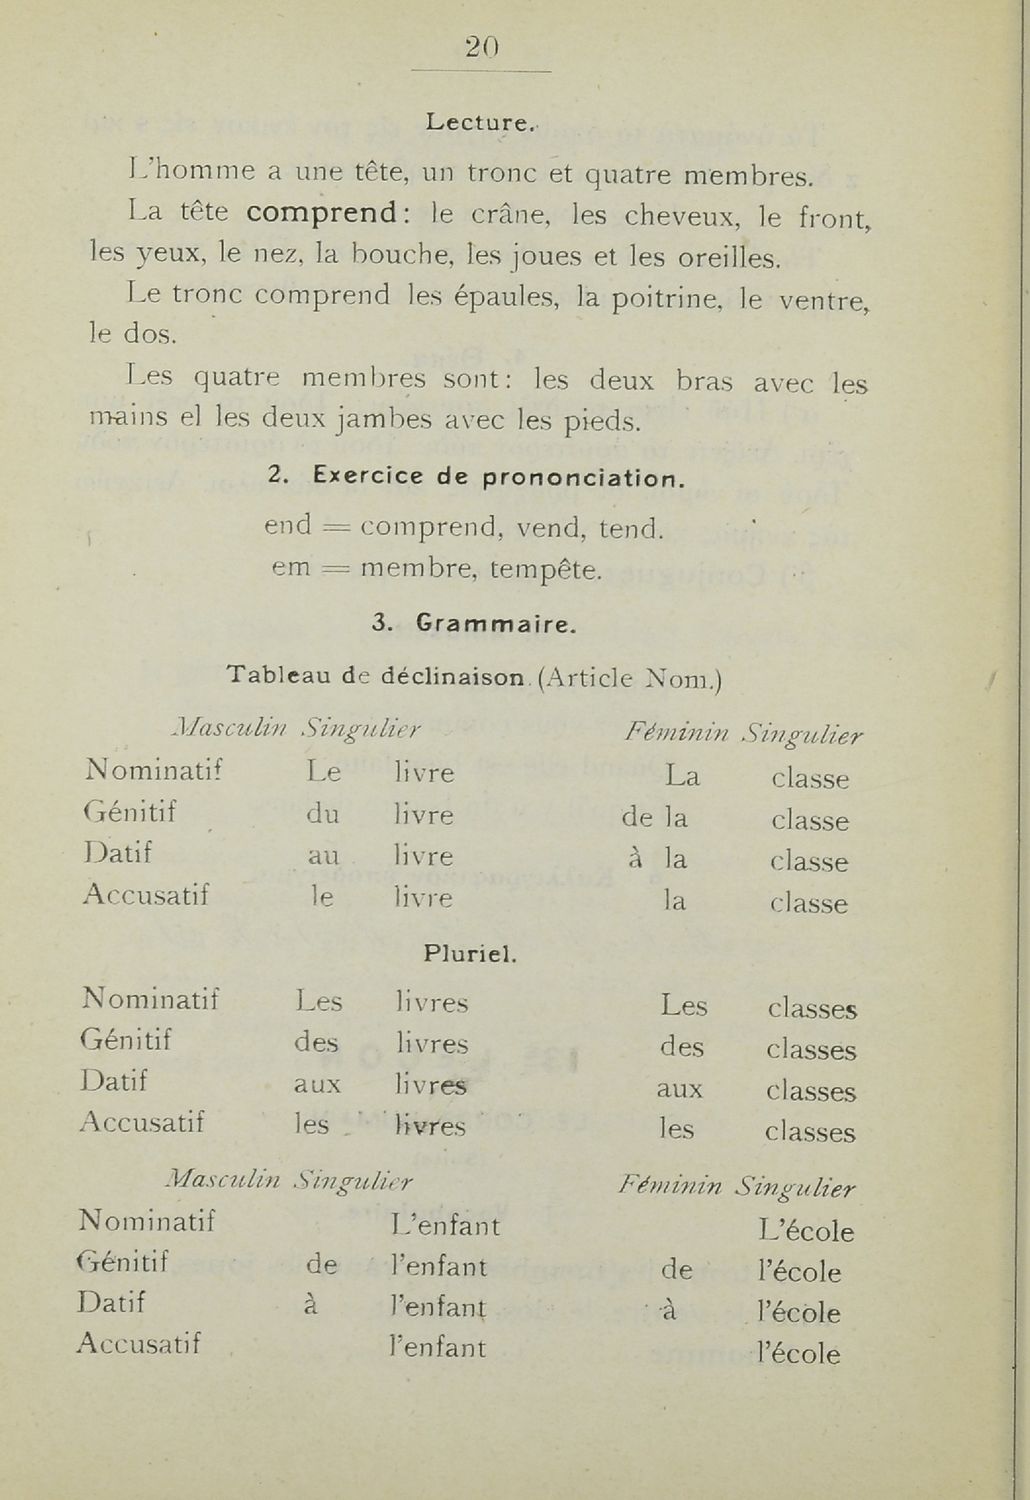 20
Lecture.
L'homme a une tête, un tronc et quatre membres.
La tête comprend: le crâne, les cheveux, le front,
les yeux, le nez, la bouche, les joues et les oreilles.
Le tronc comprend les épaules, la poitrine, le ventre,
le dos.
Les quatre membres sont: les deux bras avec les
mains el les deux jambes avec les pieds.
2. Exercice de prononciation.
end = comprend, vend, tend.
em = membre, tempête.
3. Grammaire.
Tableau de déclinaison. (Article Nom.)
Masculin Singulier Féminin Singulier
Nominatif Le livre La classe
Génitif du livre de la classe
Datif au livre à la classe
Accusatif le livre la classe
Pluriel.
Nominatif Les livres Les classes
Génitif des livres des classes
Datif aux livres aux classes
Accusatif les livres les classes
Masculin Singulier Féminin Singulier
Nominatif L'enfant L'école
Génitif de l'enfant de l'école
Datif à l'enfant à l'école
Accusatif l'enfant l'école